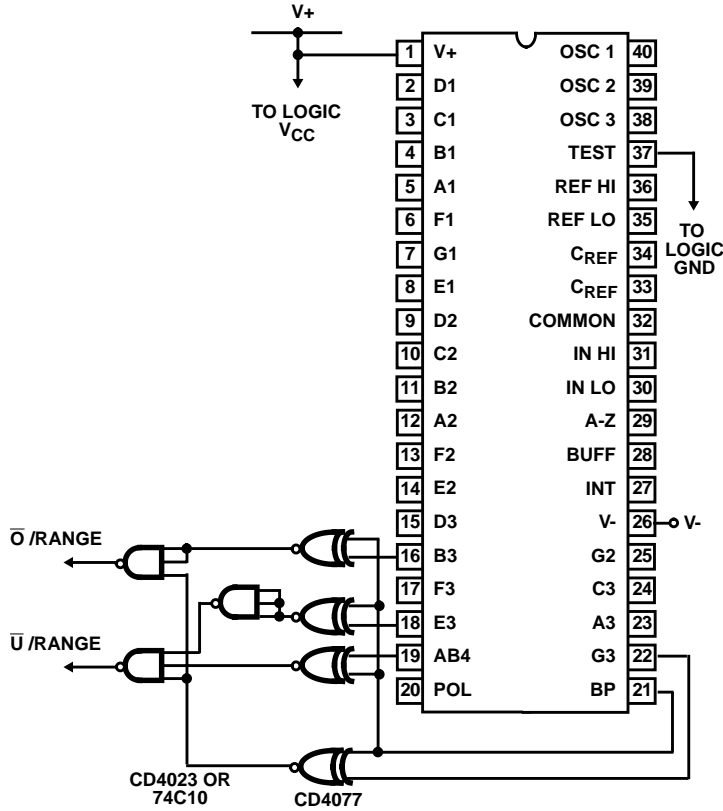 V+
1 V+ OSC 1 40
2 D1 OSC 2 39
TO LOGIC
VCC
3 C1 OSC 3 38
4 B1 TEST 37
5 A1 REF HI 36
6 F1 REF LO 35
TO
LOGIC
GND
7 G1 CREF 34
8 E1 CREF 33
9 D2 COMMON 32
10 C2 IN HI 31
11 B2 IN LO 30
12 A2 A-Z 29
13 F2 BUFF 28
14 E2 INT 27
15 D3 V- 26 V-
O̅ /RANGE
16 B3 G2 25
17 F3 C3 24
18 E3 A3 23
U̅ /RANGE
19 AB4 G3 22
20 POL BP 21
CD4023 OR
74C10
CD4077